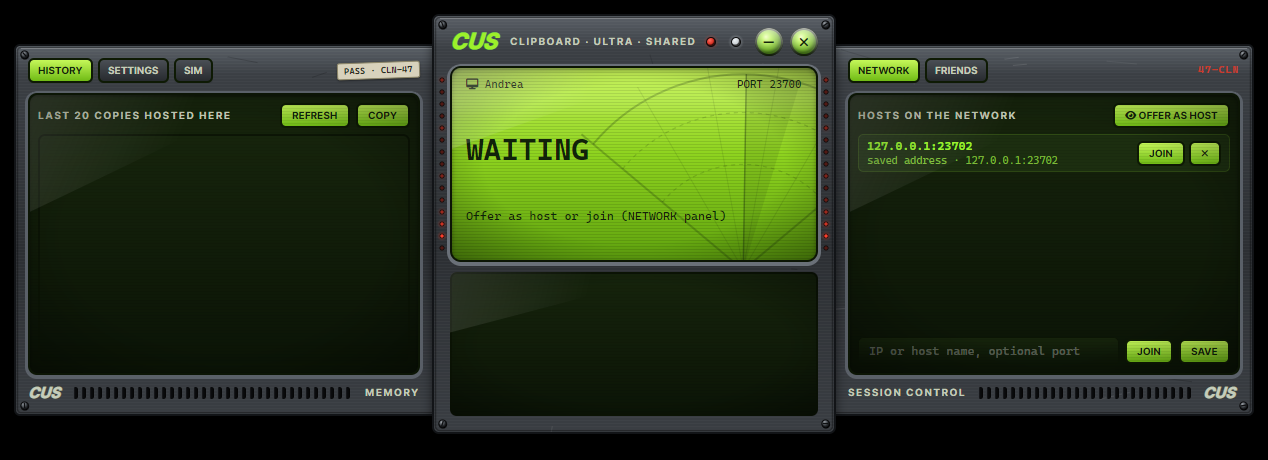 HISTORY
SETTINGS
SIM
PASS · CLN-47
LAST 20 COPIES HOSTED HERE
REFRESH
COPY
CUS
MEMORY
CUS
CLIPBOARD · ULTRA · SHARED
Andrea
PORT 23700
WAITING
Offer as host or join (NETWORK panel)
NETWORK
FRIENDS
47-CLN
HOSTS ON THE NETWORK
OFFER AS HOST
127.0.0.1:23702
saved address · 127.0.0.1:23702
JOIN
×
IP or host name, optional port
JOIN
SAVE
SESSION CONTROL
CUS